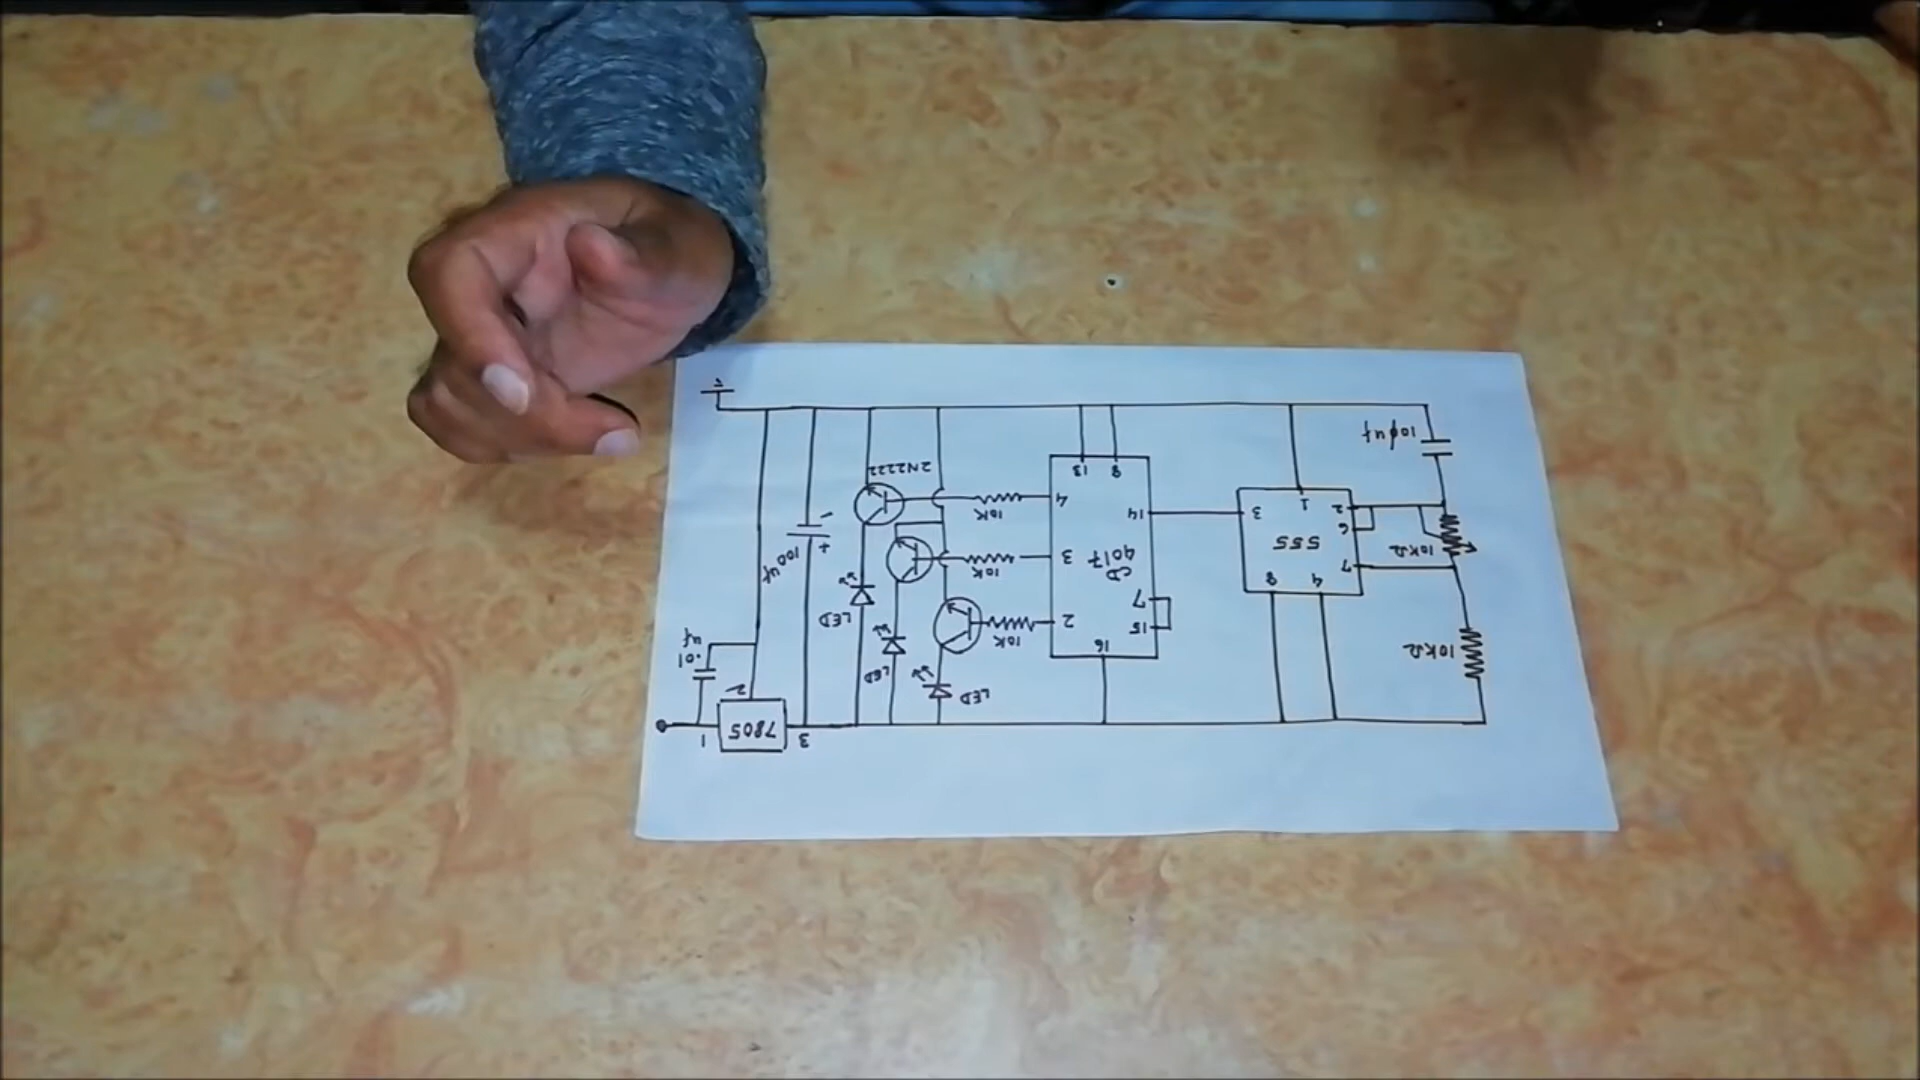 3 7805 1
LED 2
LED
10KΩ 16 10K .01
uf
15 2 LED
7
7 4 8 10K
CD
10KΩ 555 4017 3 100uf +
6
2 1 3 14 10K 4 -
8 13 2N2222
100uf